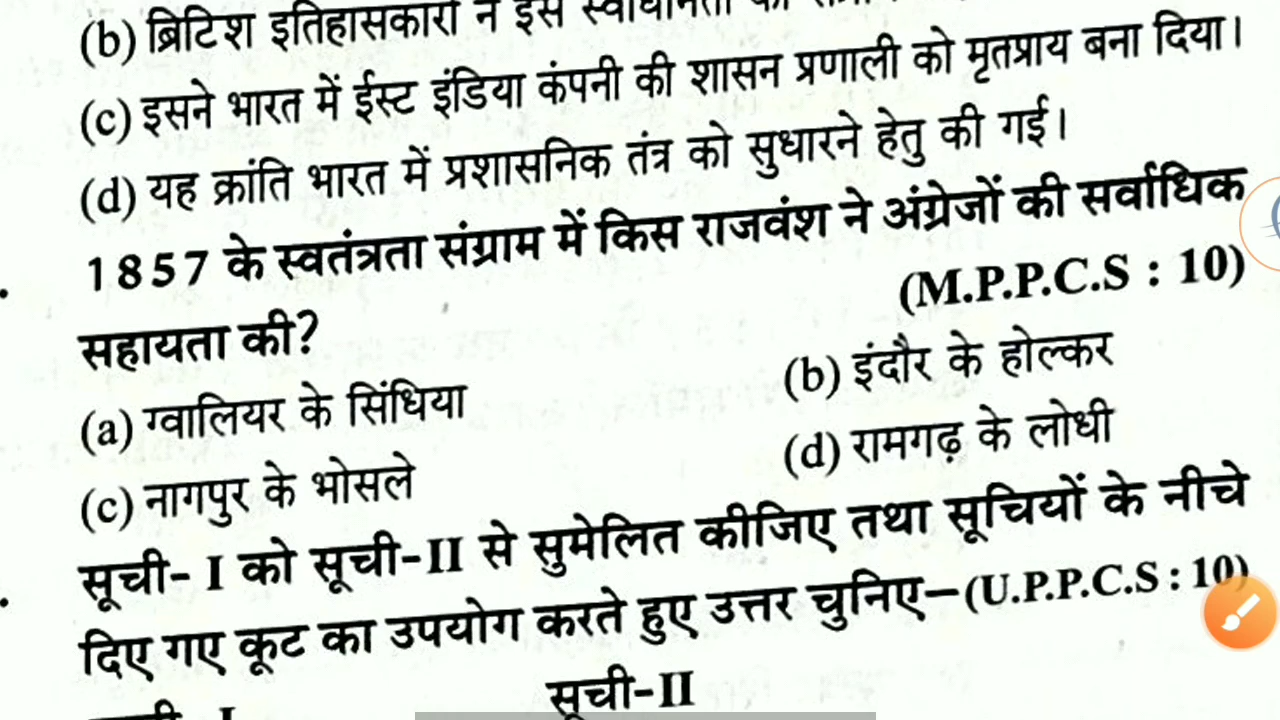 (b) ब्रिटिश इतिहासकारों ने इसे स्वाधीनता
(c) इसने भारत में ईस्ट इंडिया कंपनी की शासन प्रणाली को मृतप्राय बना दिया।
(d) यह क्रांति भारत में प्रशासनिक तंत्र को सुधारने हेतु की गई।
1857 के स्वतंत्रता संग्राम में किस राजवंश ने अंग्रेजों की सर्वाधिक
सहायता की? (M.P.P.C.S : 10)
(a) ग्वालियर के सिंधिया (b) इंदौर के होल्कर
(c) नागपुर के भोसले (d) रामगढ़ के लोधी
सूची- I को सूची-II से सुमेलित कीजिए तथा सूचियों के नीचे
दिए गए कूट का उपयोग करते हुए उत्तर चुनिए– (U.P.P.C.S : 10)
सूची-II